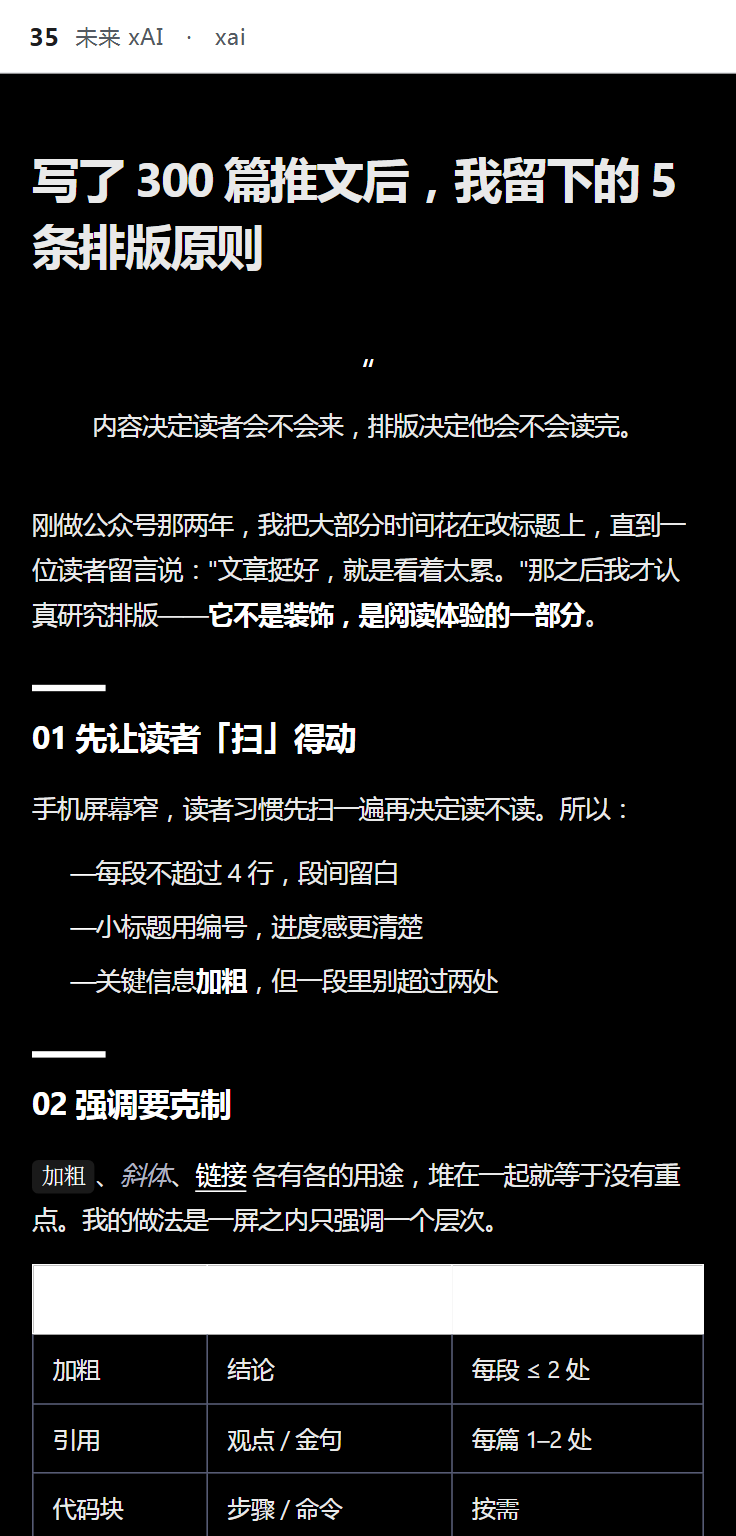 35 未来 xAI · xai
写了 300 篇推文后，我留下的 5
条排版原则
“
内容决定读者会不会来，排版决定他会不会读完。
刚做公众号那两年，我把大部分时间花在改标题上，直到一
位读者留言说："文章挺好，就是看着太累。"那之后我才认
真研究排版——它不是装饰，是阅读体验的一部分。
01 先让读者「扫」得动
手机屏幕窄，读者习惯先扫一遍再决定读不读。所以：
—每段不超过 4 行，段间留白
—小标题用编号，进度感更清楚
—关键信息加粗，但一段里别超过两处
02 强调要克制
加粗、斜体、链接 各有各的用途，堆在一起就等于没有重
点。我的做法是一屏之内只强调一个层次。
加粗 结论 每段 ≤ 2 处
引用 观点 / 金句 每篇 1–2 处
代码块 步骤 / 命令 按需